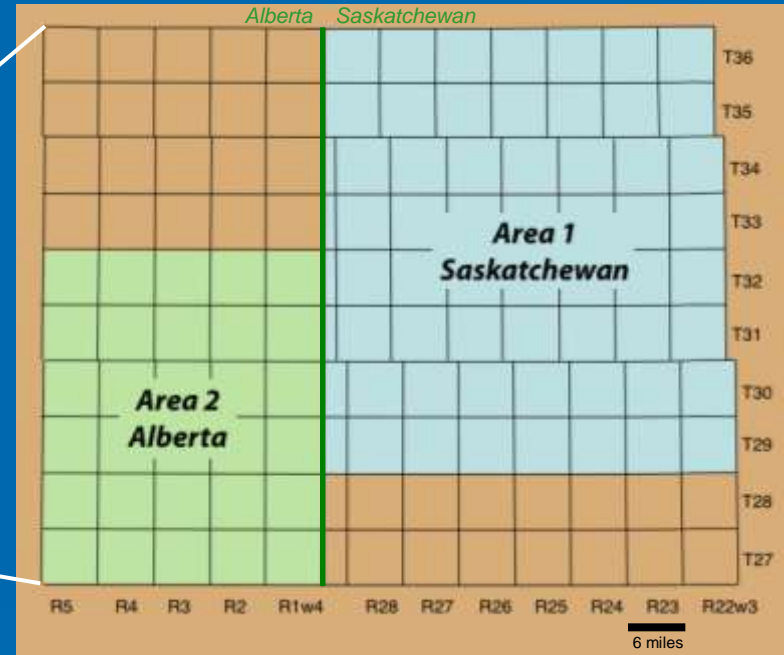 Alberta Saskatchewan
T36
T35
T34
T33
Area 1
Saskatchewan
T32
T31
T30
Area 2
Alberta
T29
T28
T27
R5 R4 R3 R2 R1w4 R28 R27 R26 R25 R24 R23 R22w3
6 miles